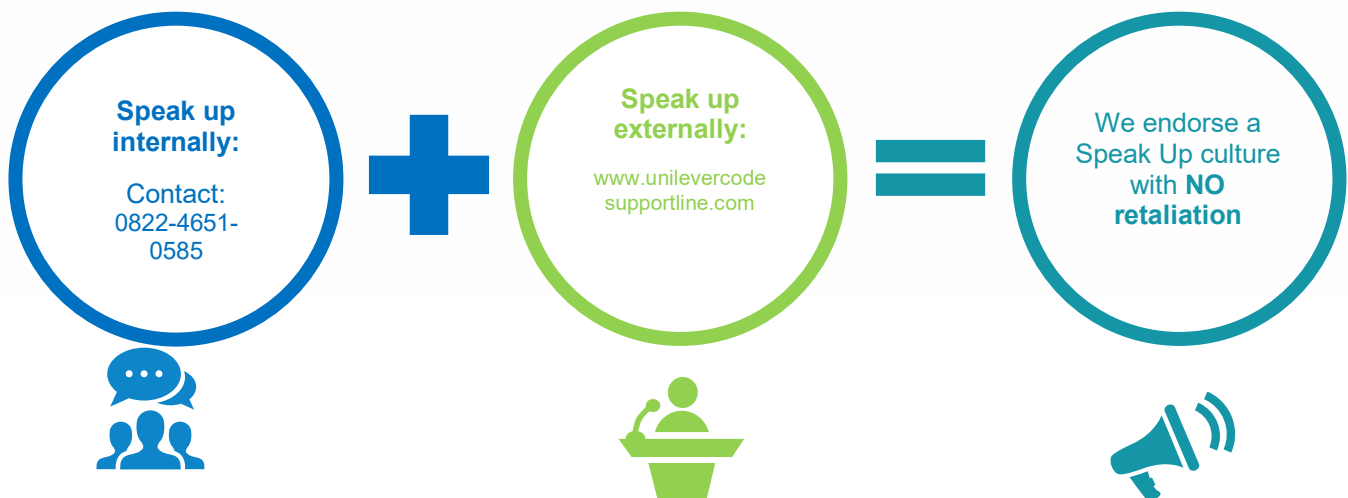 Speak up
internally:
Contact:
0822-4651-
0585
Speak up
externally:
www.unilevercode
supportline.com
We endorse a
Speak Up culture
with NO
retaliation